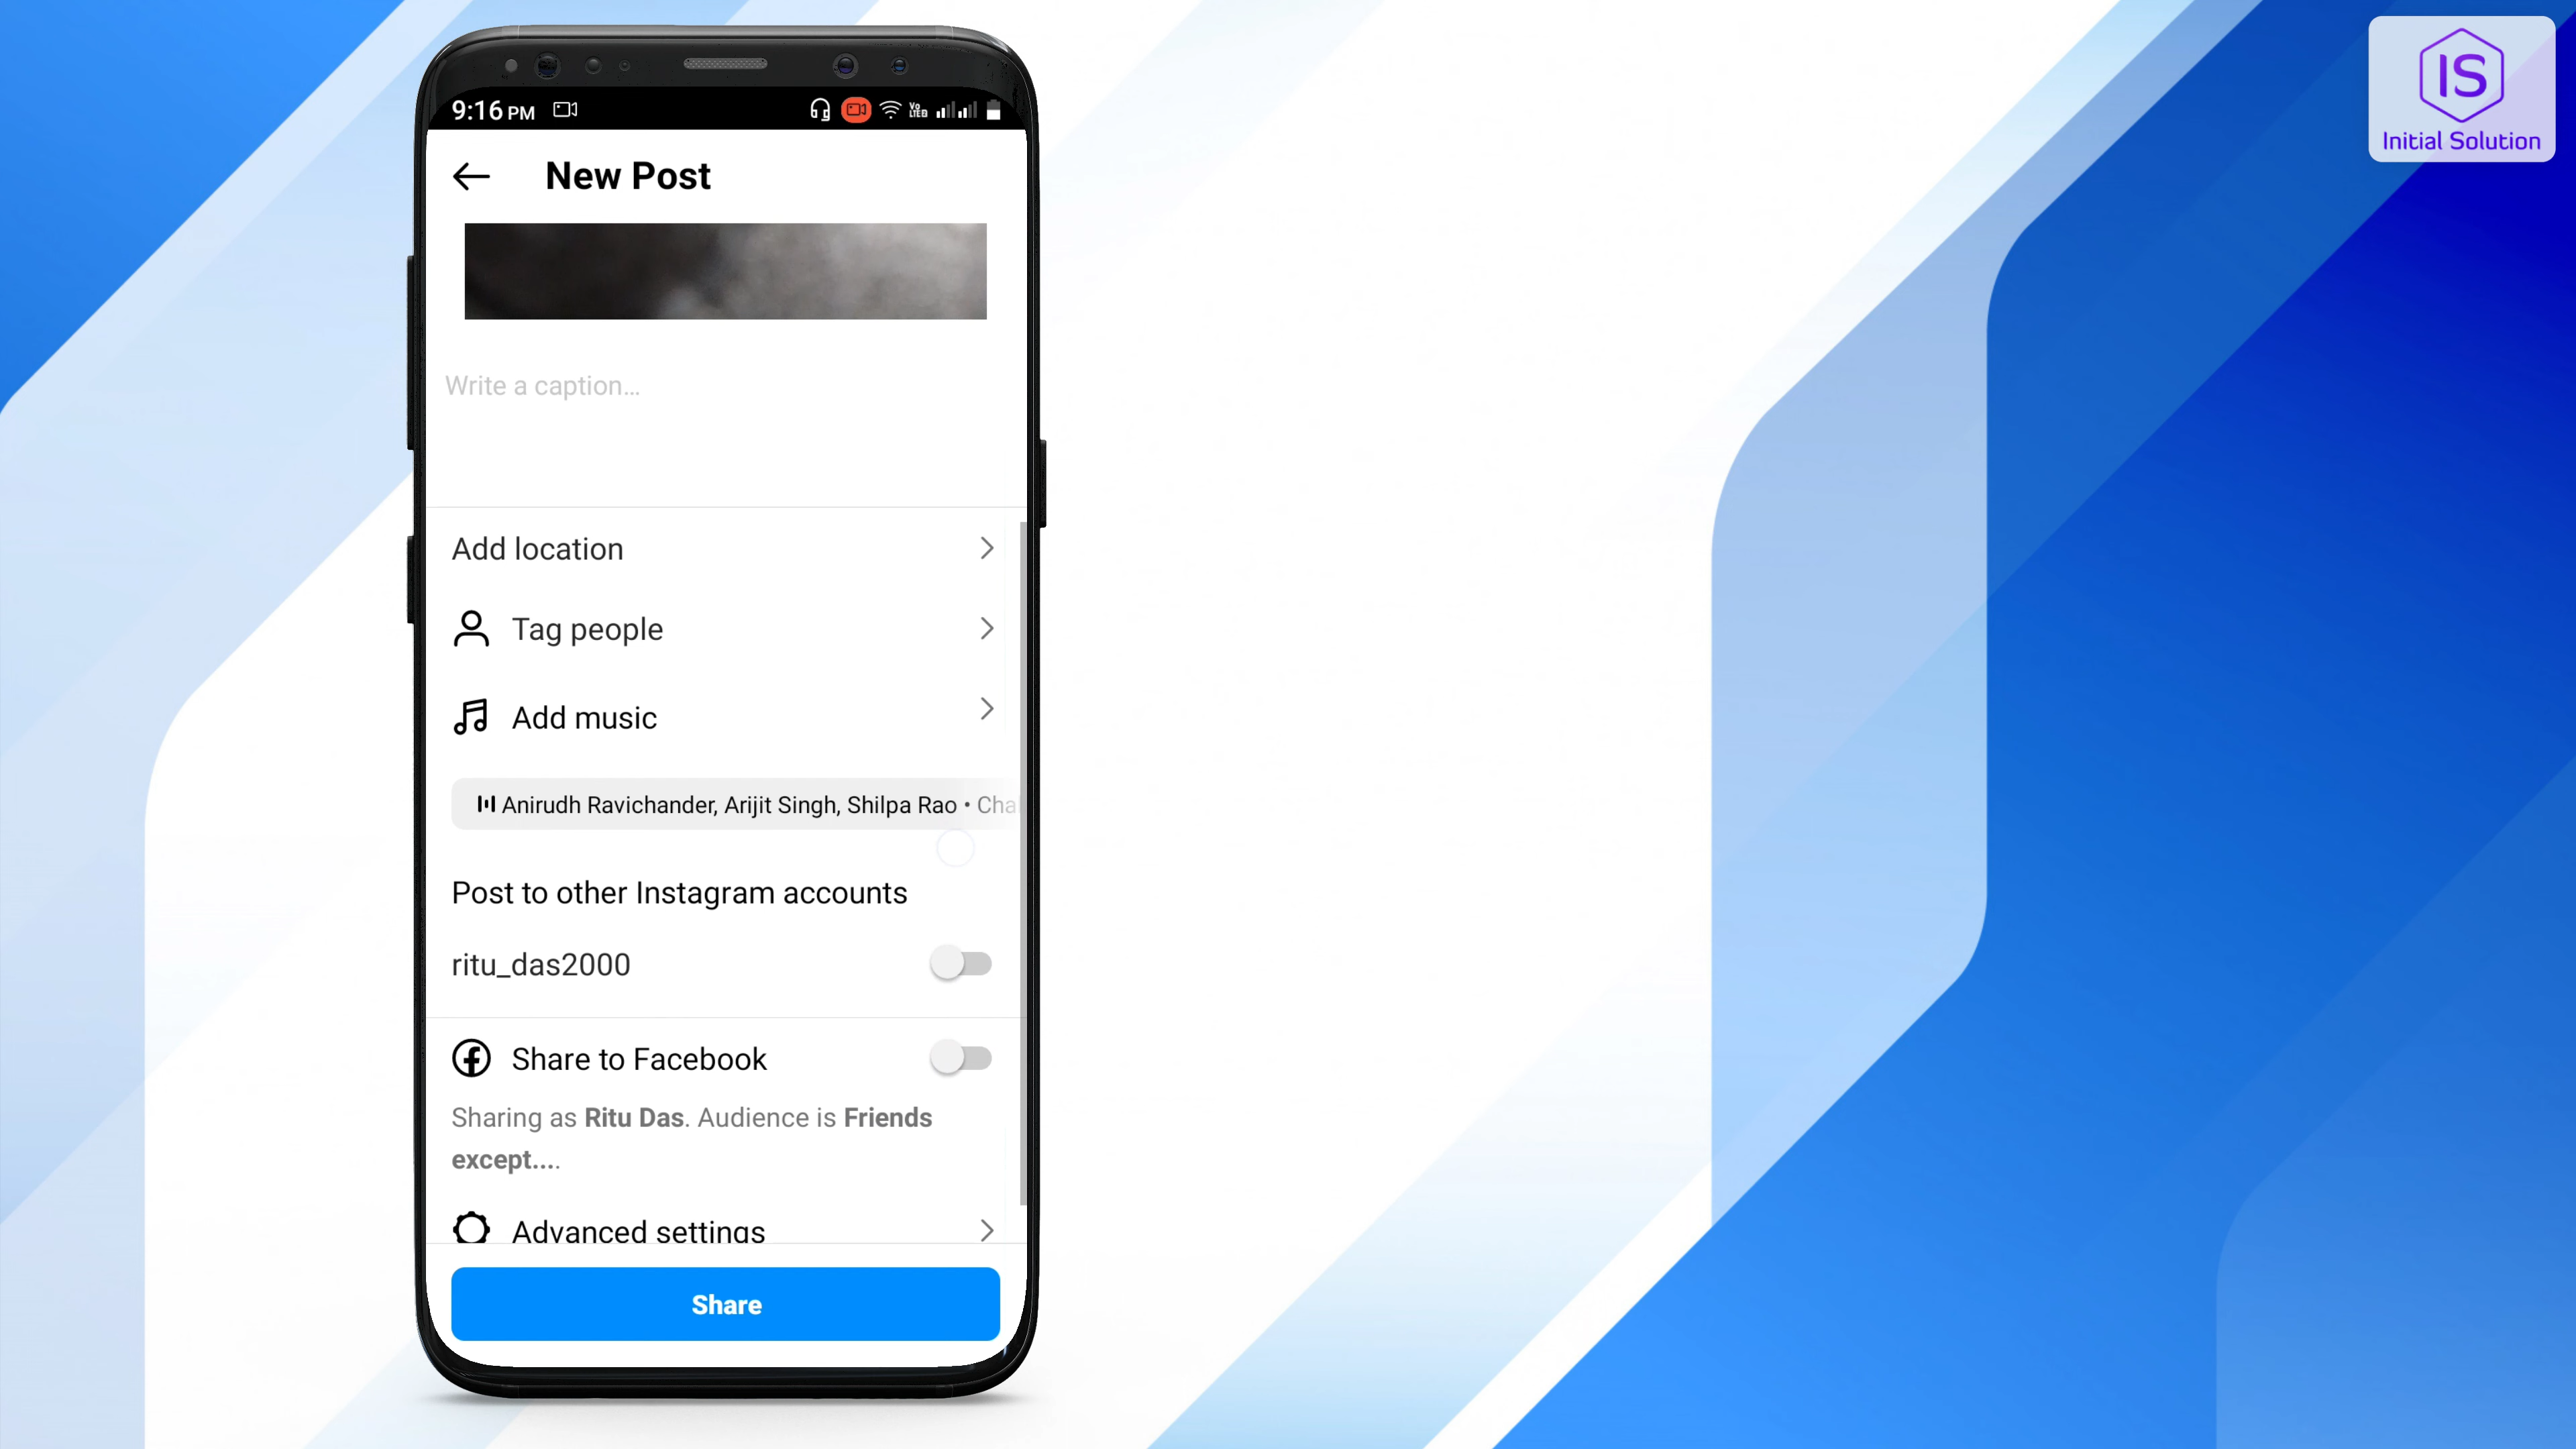 9:16 PM
IS
Initial Solution
New Post
Write a caption...
Add location
Tag people
Add music
Anirudh Ravichander, Arijit Singh, Shilpa Rao • Cha
Post to other Instagram accounts
ritu_das2000
Share to Facebook
Sharing as Ritu Das. Audience is Friends
except....
Advanced settings
Share